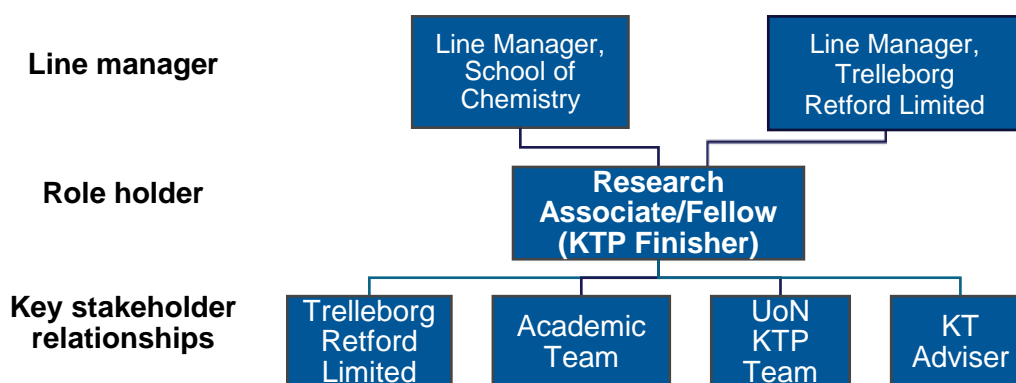 Line manager
Line Manager,
School of
Chemistry
Line Manager,
Trelleborg
Retford Limited
Role holder
Research
Associate/Fellow
(KTP Finisher)
Key stakeholder
relationships
Trelleborg
Retford
Limited
Academic
Team
UoN
KTP
Team
KT
Adviser